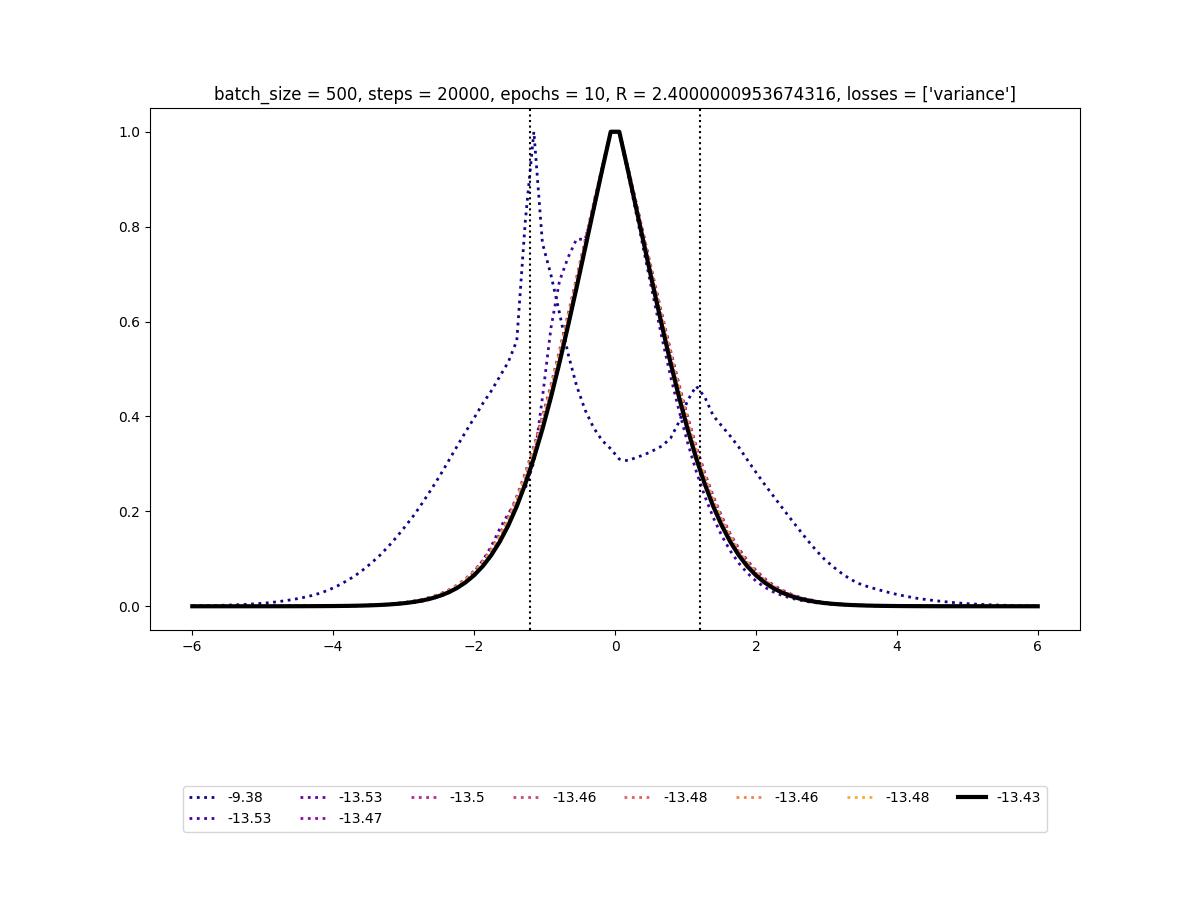 batch_size = 500, steps = 20000, epochs = 10, R = 2.4000000953674316, losses = ['variance']
1.0
0.8
0.6
0.4
0.2
0.0
−6 −4 −2 0 2 4 6
-9.38 -13.53 -13.5 -13.46 -13.48 -13.46 -13.48 -13.43
-13.53 -13.47